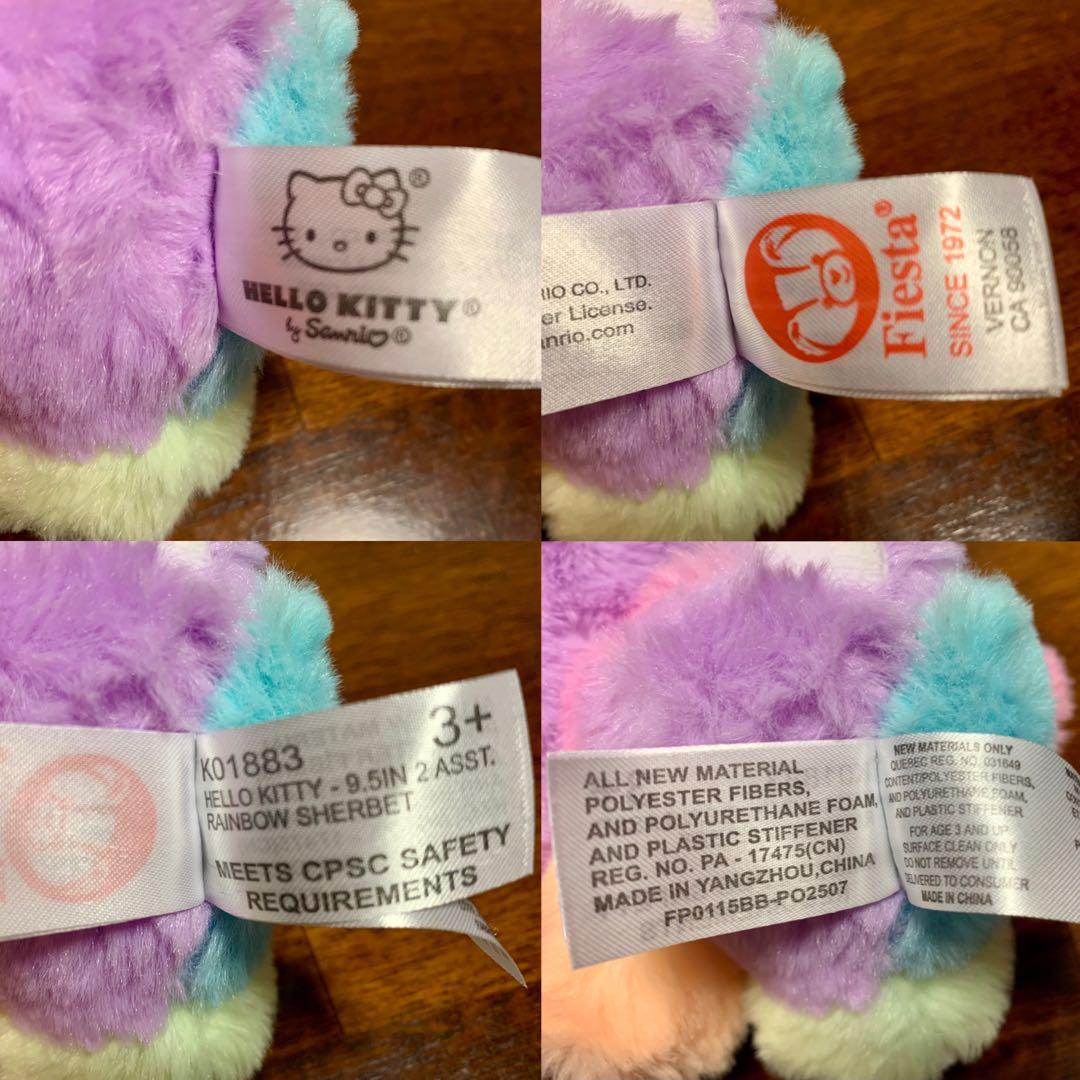 HELLO KITTY®
by Sanrio®
RIO CO., LTD.
er License.
nrio.com
Fiesta®
SINCE 1972
VERNON
CA 90058
K01883
3+
HELLO KITTY - 9.5IN 2 ASST.
RAINBOW SHERBET
MEETS CPSC SAFETY
REQUIREMENTS
ALL NEW MATERIAL
POLYESTER FIBERS,
AND POLYURETHANE FOAM,
AND PLASTIC STIFFENER
REG. NO. PA - 17475(CN)
MADE IN YANGZHOU,CHINA
FP0115BB-PO2507
NEW MATERIALS ONLY
QUEBEC REG. NO. 031649
CONTENT/POLYESTER FIBERS,
AND POLYURETHANE FOAM,
AND PLASTIC STIFFENER
FOR AGE 3 AND UP
SURFACE CLEAN ONLY
DO NOT REMOVE UNTIL
DELIVERED TO CONSUMER
MADE IN CHINA